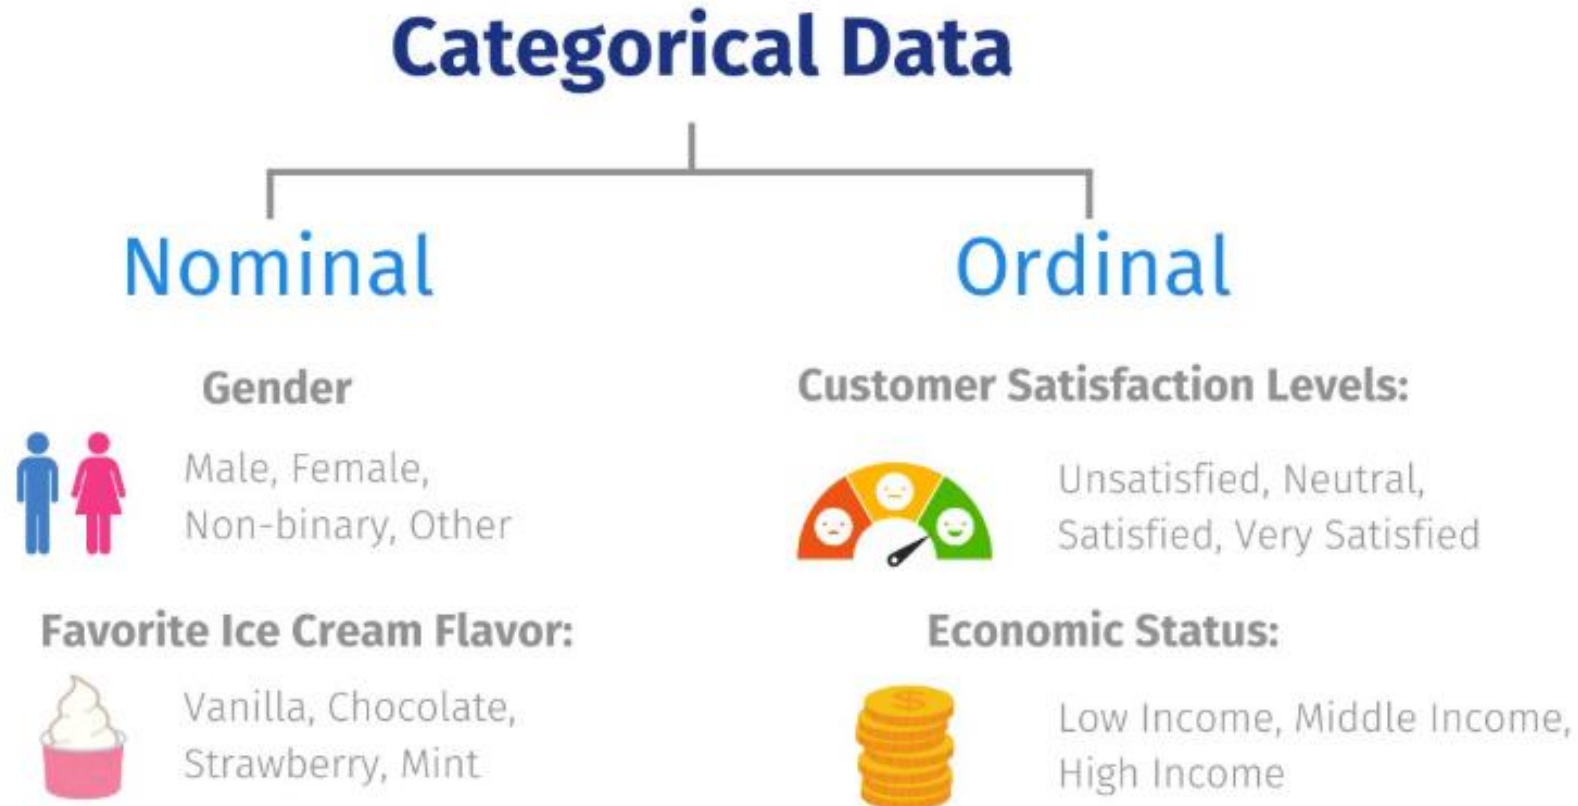 Categorical Data
Nominal
Gender
Male, Female,
Non-binary, Other
Favorite Ice Cream Flavor:
Vanilla, Chocolate,
Strawberry, Mint
Ordinal
Customer Satisfaction Levels:
Unsatisfied, Neutral,
Satisfied, Very Satisfied
Economic Status:
$
Low Income, Middle Income,
High Income